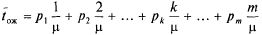 t̄ож = p₁ 1/μ + p₂ 2/μ + ... + pₖ k/μ + ... + pₘ m/μ